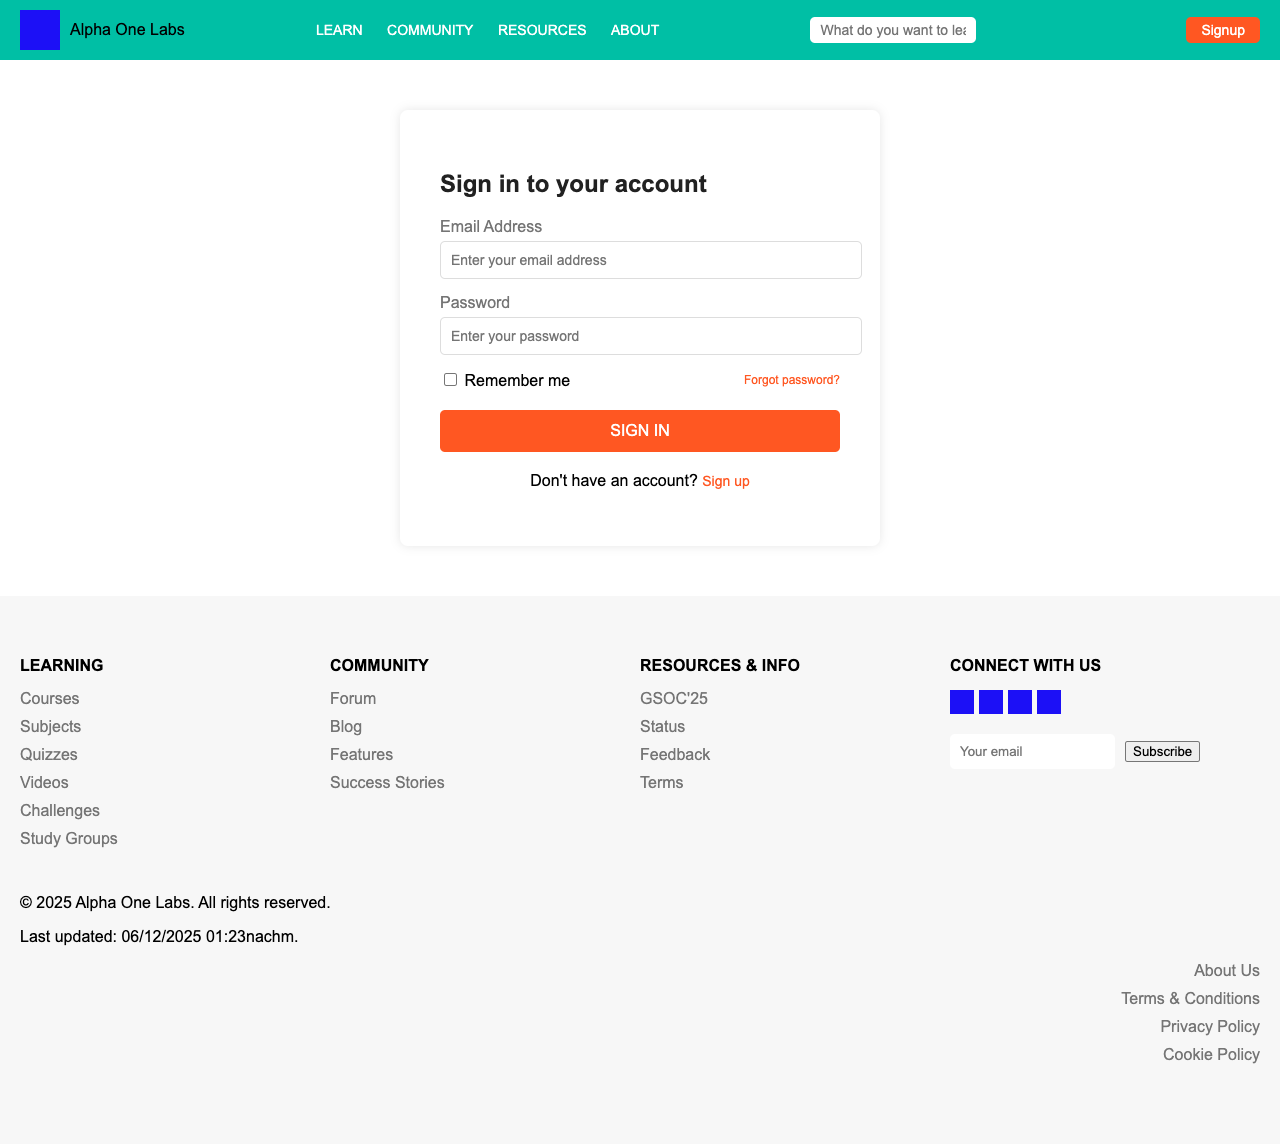 Alpha One Labs
LEARN COMMUNITY RESOURCES ABOUT
What do you want to lea
Signup
Sign in to your account
Email Address
Enter your email address
Password
Enter your password
Remember me
Forgot password?
SIGN IN
Don't have an account? Sign up
LEARNING
Courses
Subjects
Quizzes
Videos
Challenges
Study Groups
COMMUNITY
Forum
Blog
Features
Success Stories
RESOURCES & INFO
GSOC'25
Status
Feedback
Terms
CONNECT WITH US
Your email
Subscribe
© 2025 Alpha One Labs. All rights reserved.
Last updated: 06/12/2025 01:23nachm.
About Us
Terms & Conditions
Privacy Policy
Cookie Policy